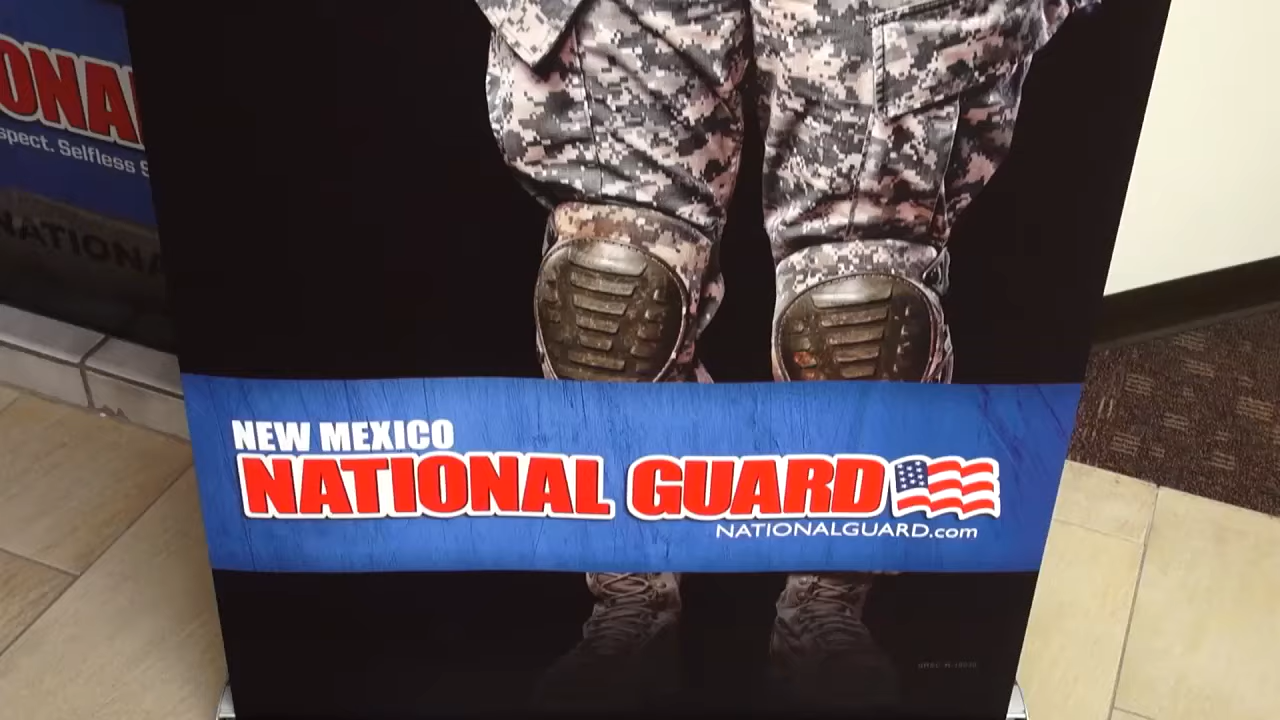 ONA
spect. Selfless S
NATIONA
NEW MEXICO
NATIONAL GUARD
NATIONALGUARD.com